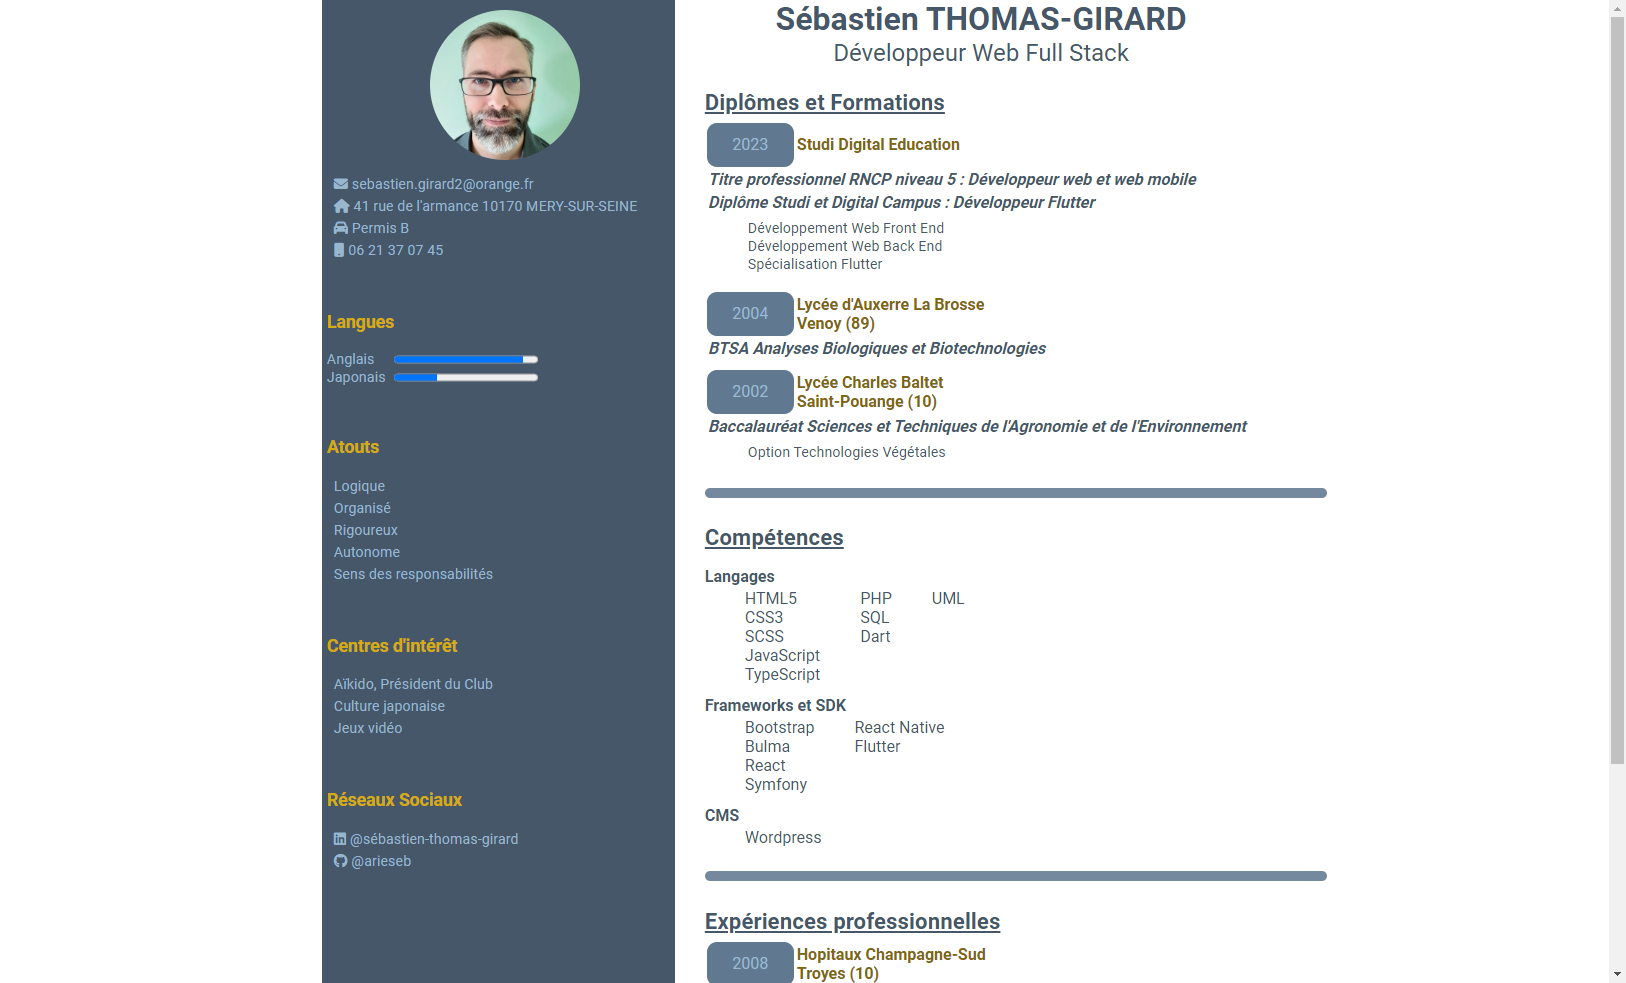 sebastien.girard2@orange.fr
41 rue de l'armance 10170 MERY-SUR-SEINE
Permis B
06 21 37 07 45
Langues
Anglais
Japonais
Atouts
Logique
Organisé
Rigoureux
Autonome
Sens des responsabilités
Centres d'intérêt
Aïkido, Président du Club
Culture japonaise
Jeux vidéo
Réseaux Sociaux
@sébastien-thomas-girard
@arieseb
Sébastien THOMAS-GIRARD
Développeur Web Full Stack
Diplômes et Formations
2023 Studi Digital Education
Titre professionnel RNCP niveau 5 : Développeur web et web mobile
Diplôme Studi et Digital Campus : Développeur Flutter
Développement Web Front End
Développement Web Back End
Spécialisation Flutter
2004 Lycée d'Auxerre La Brosse
Venoy (89)
BTSA Analyses Biologiques et Biotechnologies
2002 Lycée Charles Baltet
Saint-Pouange (10)
Baccalauréat Sciences et Techniques de l'Agronomie et de l'Environnement
Option Technologies Végétales
Compétences
Langages
HTML5 PHP UML
CSS3 SQL
SCSS Dart
JavaScript
TypeScript
Frameworks et SDK
Bootstrap React Native
Bulma Flutter
React
Symfony
CMS
Wordpress
Expériences professionnelles
2008 Hopitaux Champagne-Sud
Troyes (10)